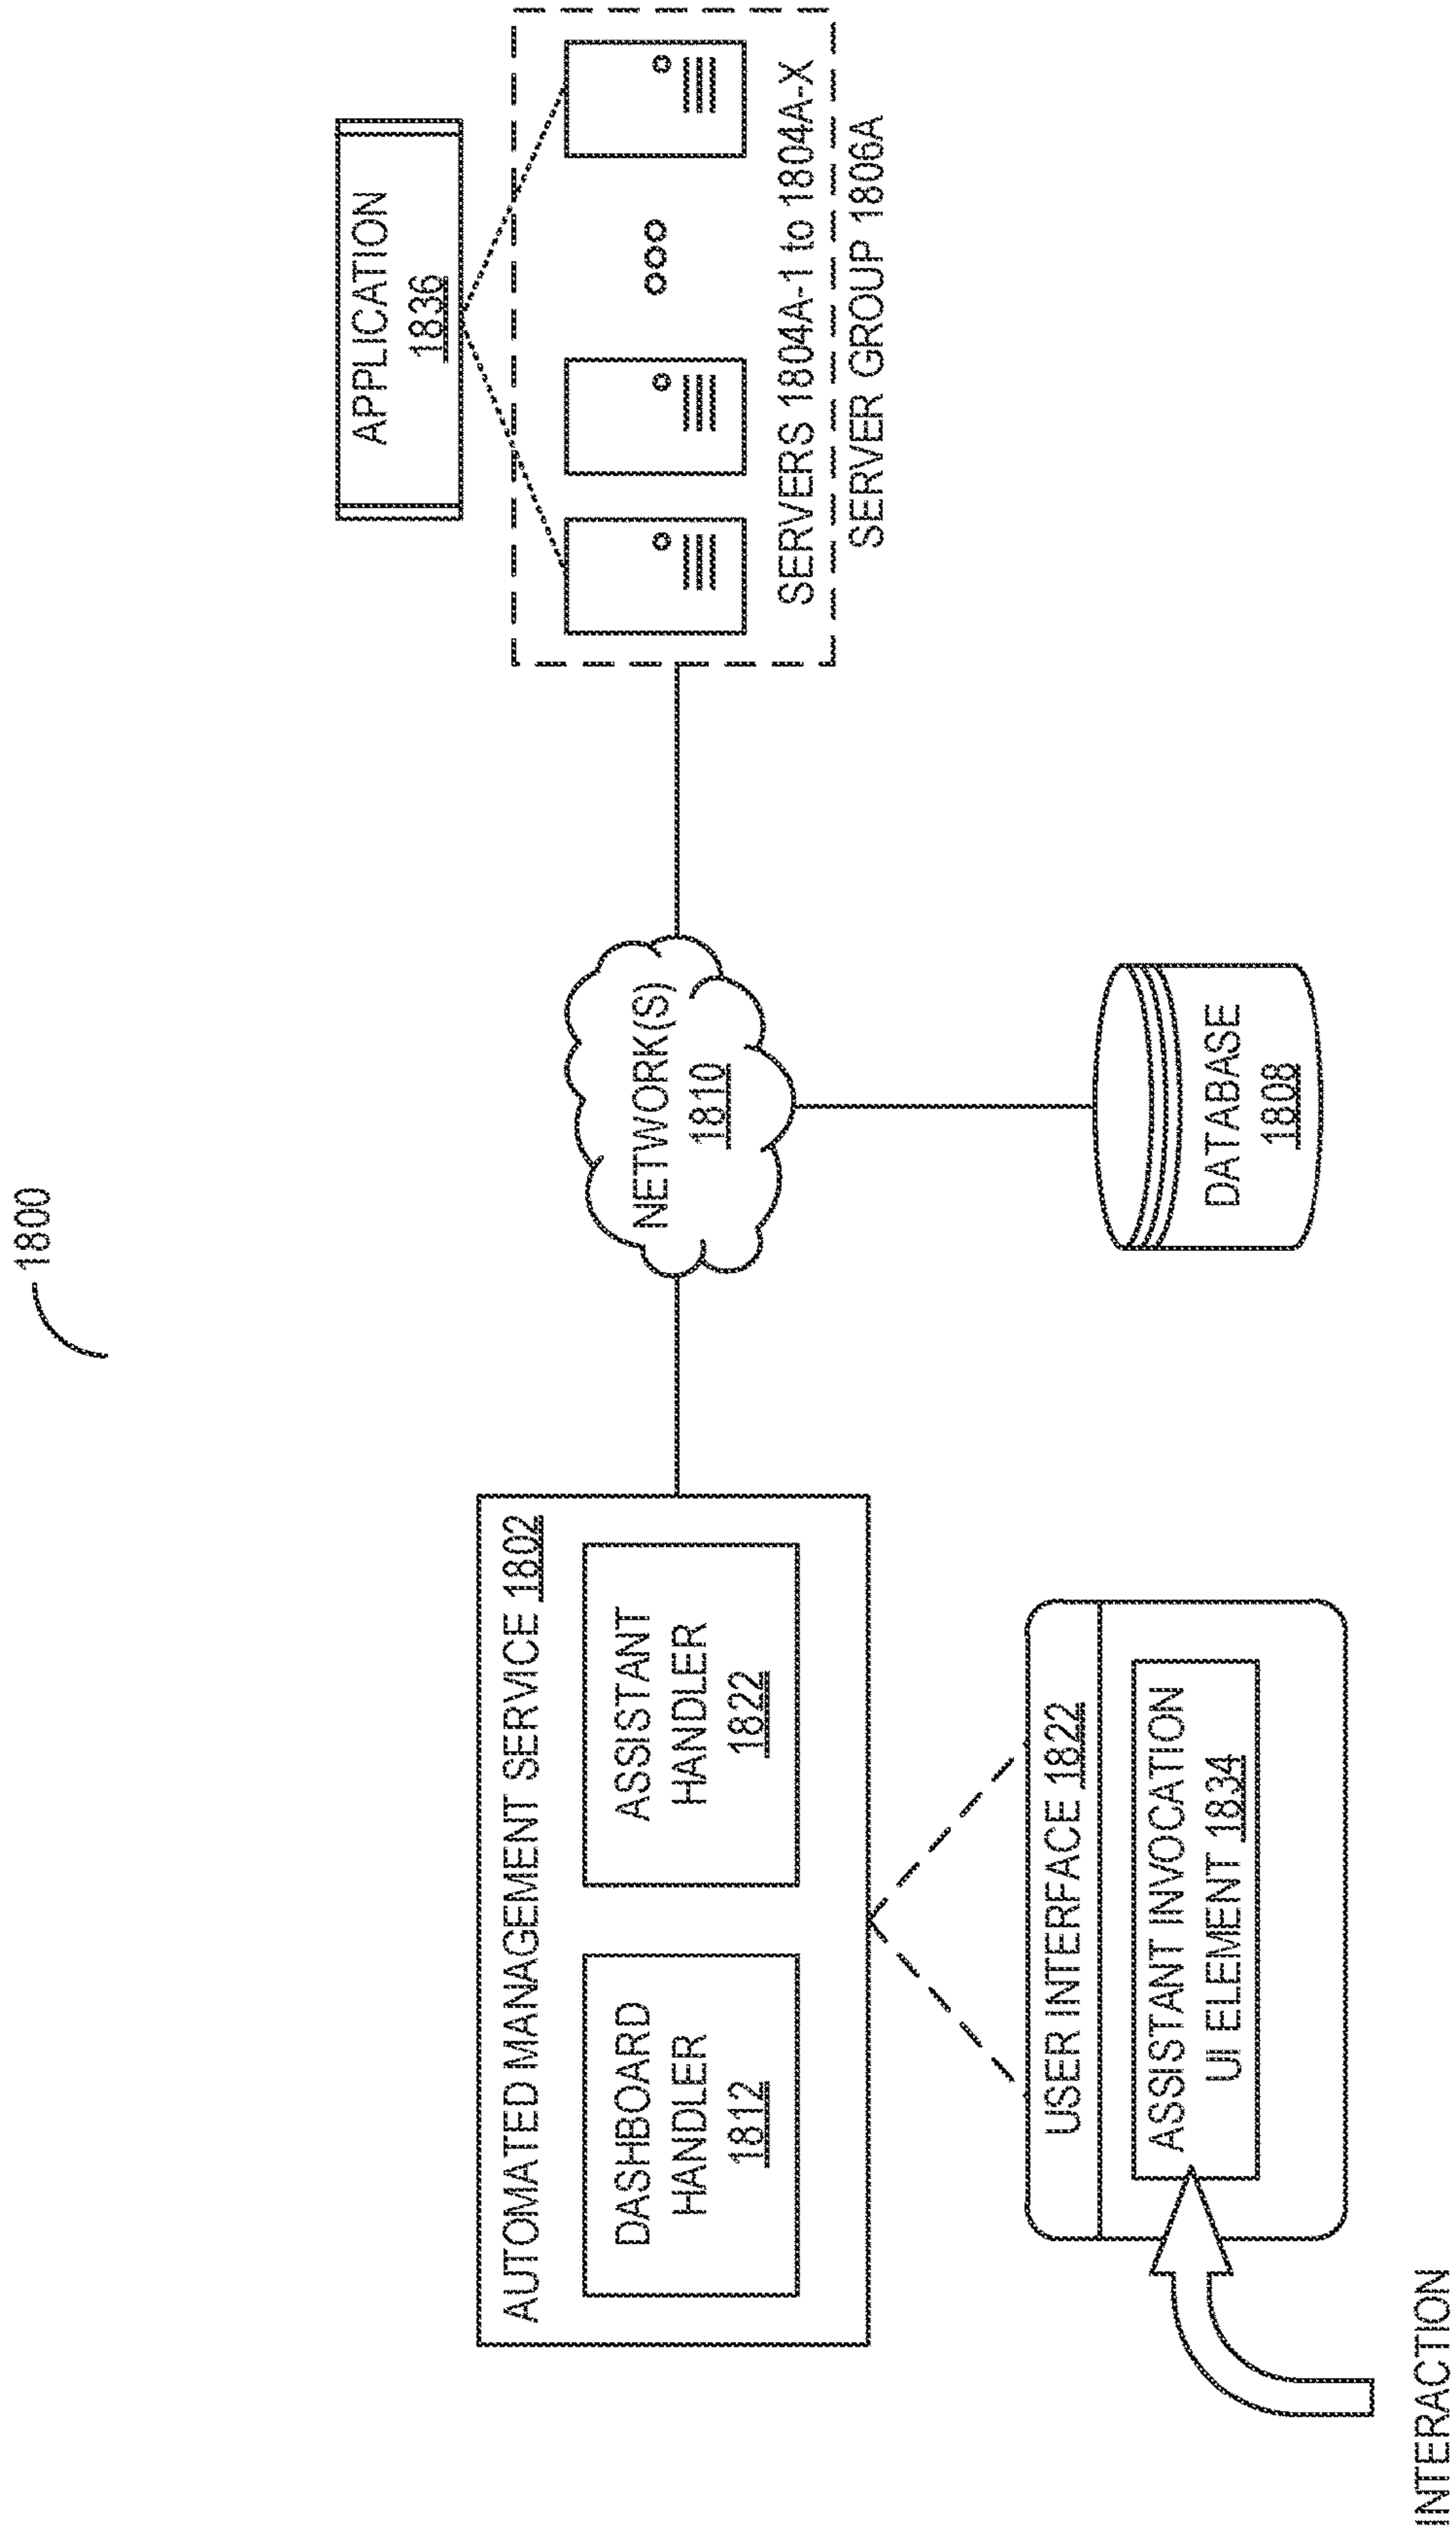 1800
AUTOMATED MANAGEMENT SERVICE 1802
DASHBOARD
HANDLER
1812
ASSISTANT
HANDLER
1822
USER INTERFACE 1822
ASSISTANT INVOCATION
UI ELEMENT 1834
INTERACTION
NETWORK(S)
1810
DATABASE
1808
APPLICATION
1836
SERVERS 1804A-1 to 1804A-X
SERVER GROUP 1806A